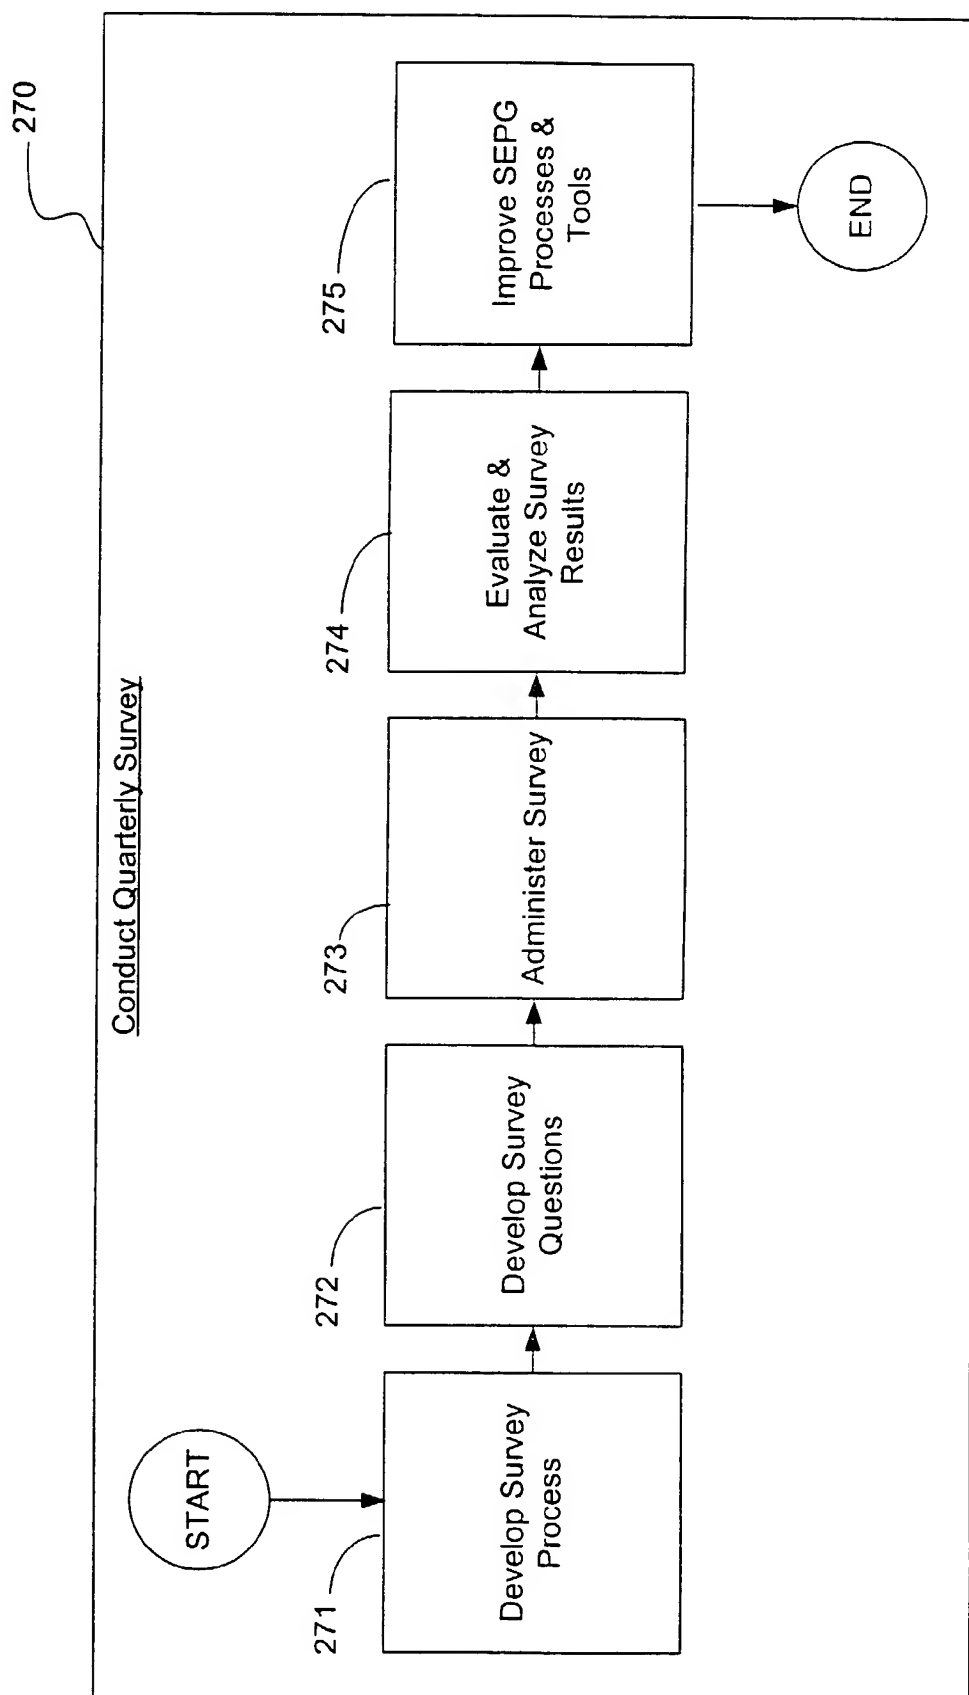 270
Conduct Quarterly Survey
START
271
Develop Survey
Process
272
Develop Survey
Questions
273
Administer Survey
274
Evaluate &
Analyze Survey
Results
275
Improve SEPG
Processes &
Tools
END